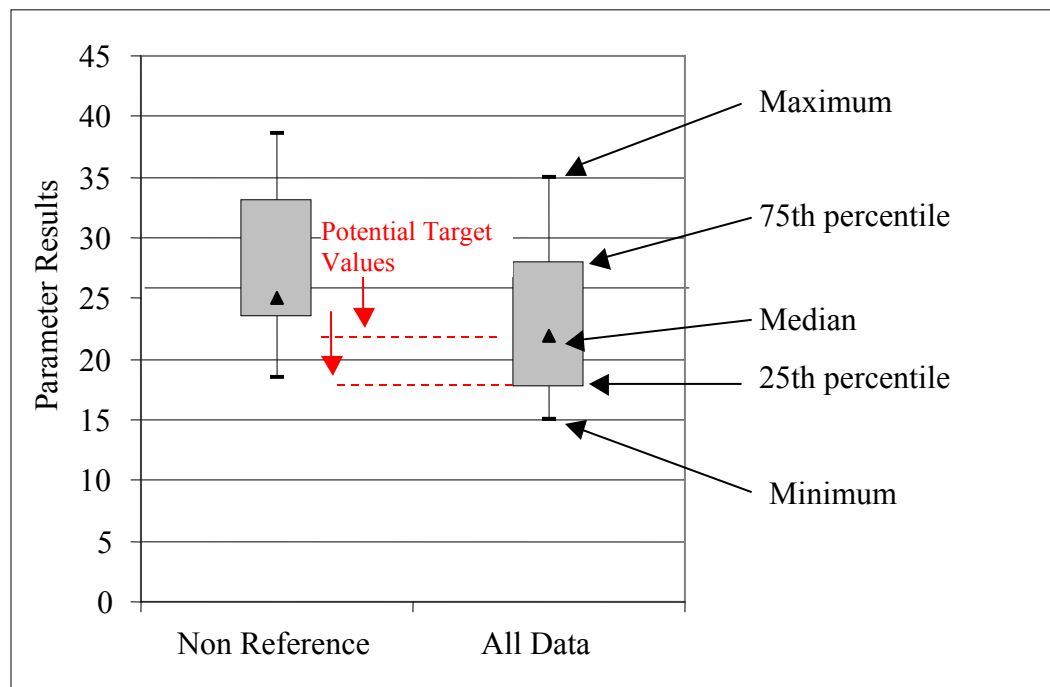 45
40
35
30
25
20
15
10
5
0
Parameter Results
Potential Target
Values
Non Reference
All Data
Maximum
75th percentile
Median
25th percentile
Minimum